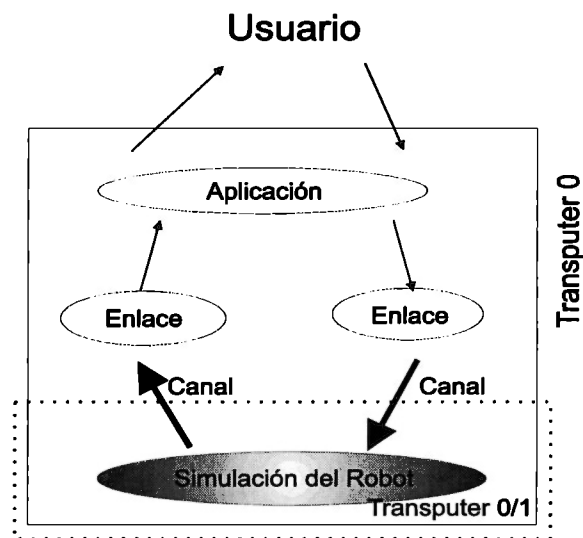 Usuario
Aplicación
Transputer 0
Enlace
Enlace
Canal
Canal
Simulación del Robot
Transputer 0/1